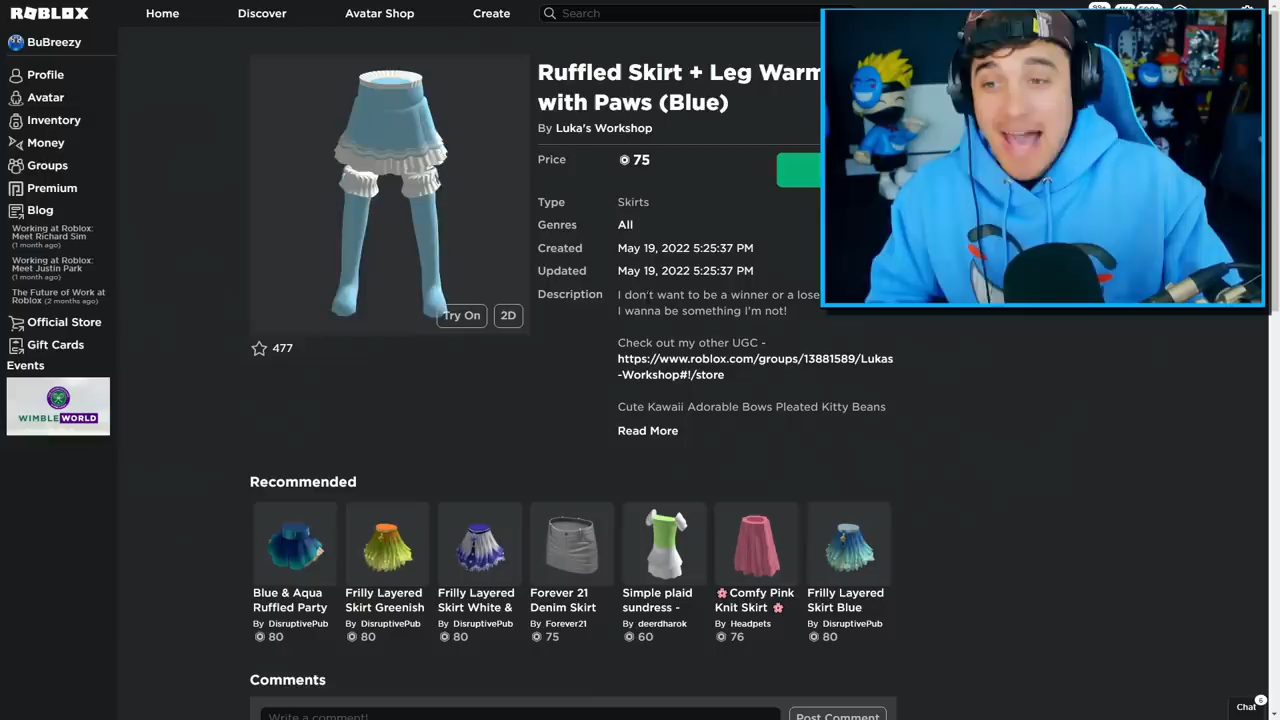 ROBLOX
Home
Discover
Avatar Shop
Create
Search
BuBreezy
Profile
Avatar
Inventory
Money
Groups
Premium
Blog
Working at Roblox:
Meet Richard Sim
(1 month ago)
Working at Roblox:
Meet Justin Park
(1 month ago)
The Future of Work at
Roblox (2 months ago)
Official Store
Gift Cards
Events
WIMBLEWORLD
Try On
2D
477
Ruffled Skirt + Leg Warm
with Paws (Blue)
By Luka's Workshop
Price
75
Type
Skirts
Genres
All
Created
May 19, 2022 5:25:37 PM
Updated
May 19, 2022 5:25:37 PM
Description
I don't want to be a winner or a lose
I wanna be something I'm not!
Check out my other UGC -
https://www.roblox.com/groups/13881589/Lukas
-Workshop#!/store
Cute Kawaii Adorable Bows Pleated Kitty Beans
Read More
Recommended
Blue & Aqua
Ruffled Party
By DisruptivePub
80
Frilly Layered
Skirt Greenish
By DisruptivePub
80
Frilly Layered
Skirt White &
By DisruptivePub
80
Forever 21
Denim Skirt
By Forever21
75
Simple plaid
sundress -
By deerdharok
60
🌸Comfy Pink
Knit Skirt 🌸
By Headpets
76
Frilly Layered
Skirt Blue
By DisruptivePub
80
Comments
Write a comment!
Post Comment
Chat
6